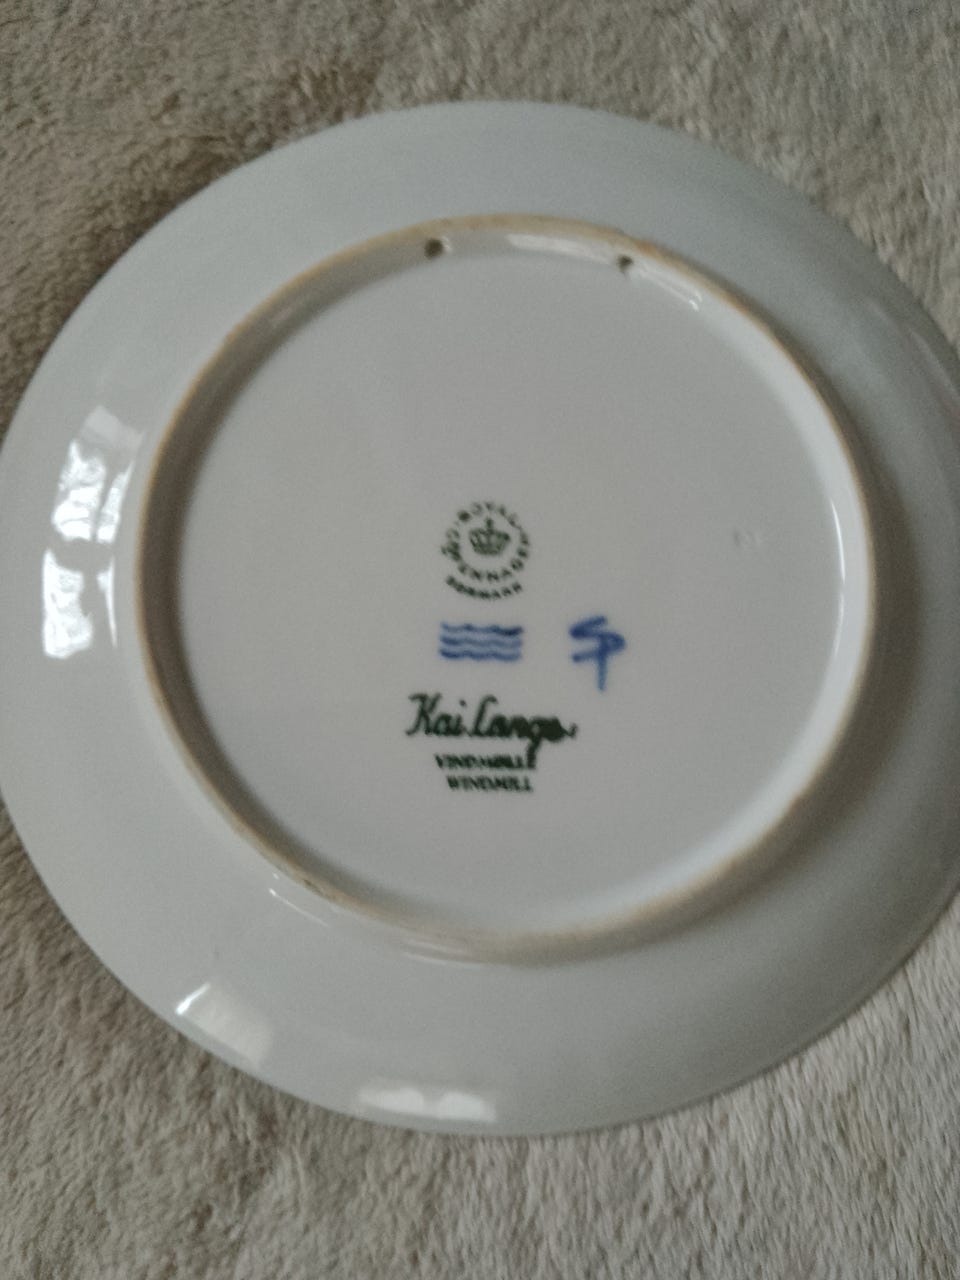 ROYAL COPENHAGEN
DENMARK
SP
Kai Lange
VINDMØLLE
WINDMILL